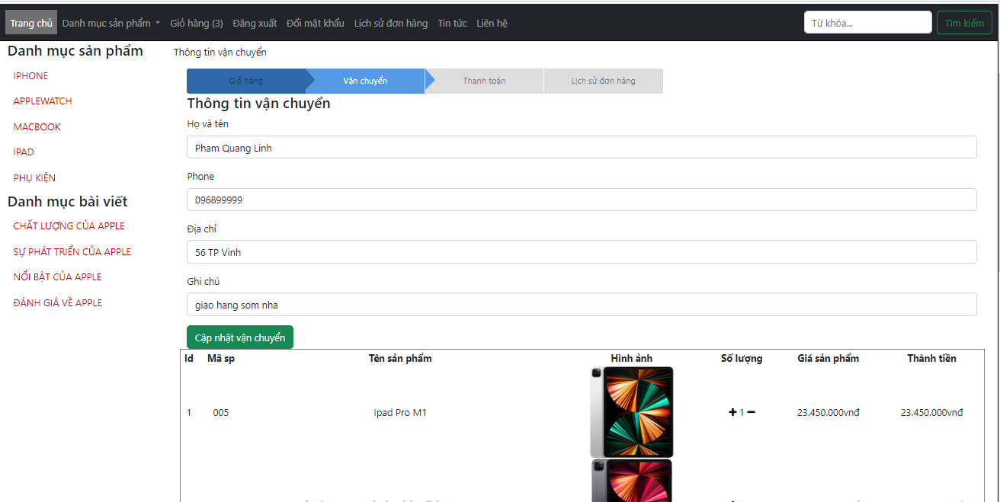 Trang chủ Danh mục sản phẩm Giỏ hàng (3) Đăng xuất Đổi mật khẩu Lịch sử đơn hàng Tin tức Liên hệ Từ khóa... Tìm kiếm
Danh mục sản phẩm
IPHONE
APPLEWATCH
MACBOOK
IPAD
PHỤ KIỆN
Danh mục bài viết
CHẤT LƯỢNG CỦA APPLE
SỰ PHÁT TRIỂN CỦA APPLE
NỔI BẬT CỦA APPLE
ĐÁNH GIÁ VỀ APPLE
Thông tin vận chuyển
Giỏ hàng Vận chuyển Thanh toán Lịch sử đơn hàng
Thông tin vận chuyển
Họ và tên
Pham Quang Linh
Phone
096899999
Địa chỉ
56 TP Vinh
Ghi chú
giao hang som nha
Cập nhật vận chuyển
Id Mã sp Tên sản phẩm Hình ảnh Số lượng Giá sản phẩm Thành tiền
1 005 Ipad Pro M1 1 23.450.000vnđ 23.450.000vnđ